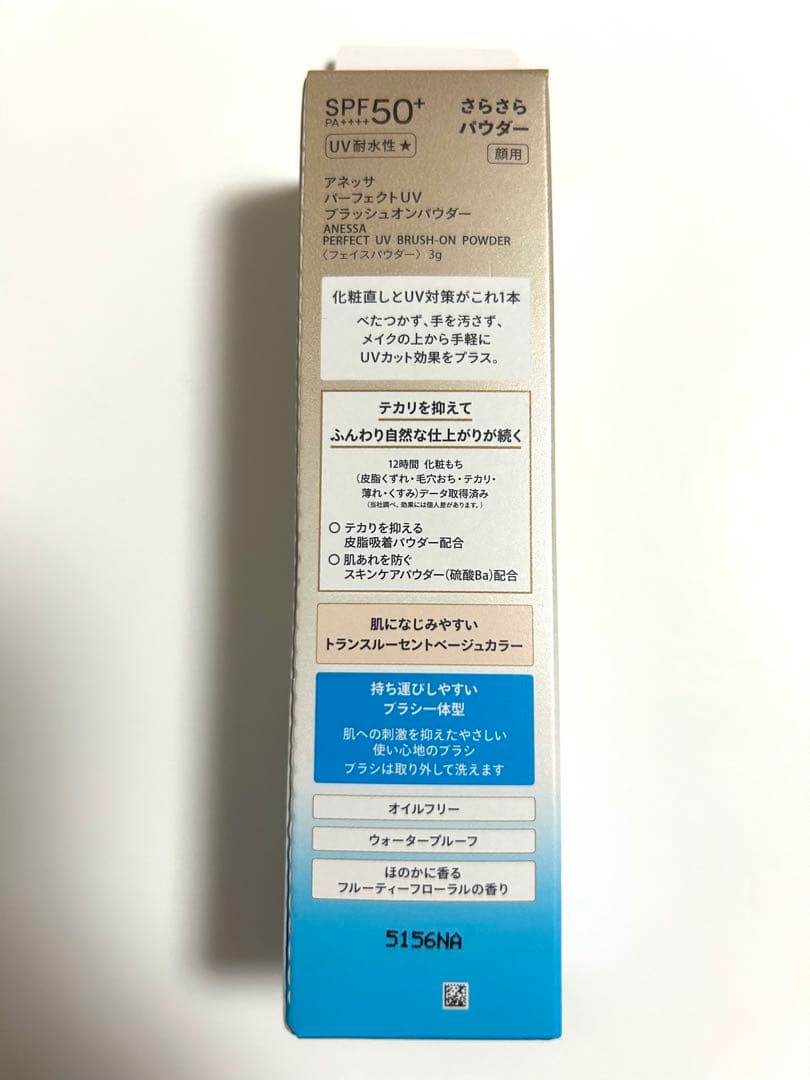 SPF50+
PA++++
UV耐水性★
さらさら
パウダー
顔用
アネッサ
パーフェクトUV
ブラッシュオンパウダー
ANESSA
PERFECT UV BRUSH-ON POWDER
〈フェイスパウダー〉 3g
化粧直しとUV対策がこれ1本
べたつかず、手を汚さず、
メイクの上から手軽に
UVカット効果をプラス。
テカリを抑えて
ふんわり自然な仕上がりが続く
12時間 化粧もち
(皮脂くずれ・毛穴おち・テカリ・
薄れ・くすみ)データ取得済み
(当社調べ。効果には個人差があります。)
○ テカリを抑える
皮脂吸着パウダー配合
○ 肌あれを防ぐ
スキンケアパウダー(硫酸Ba)配合
肌になじみやすい
トランスルーセントベージュカラー
持ち運びしやすい
ブラシ一体型
肌への刺激を抑えたやさしい
使い心地のブラシ
ブラシは取り外して洗えます
オイルフリー
ウォータープルーフ
ほのかに香る
フルーティーフローラルの香り
5156NA